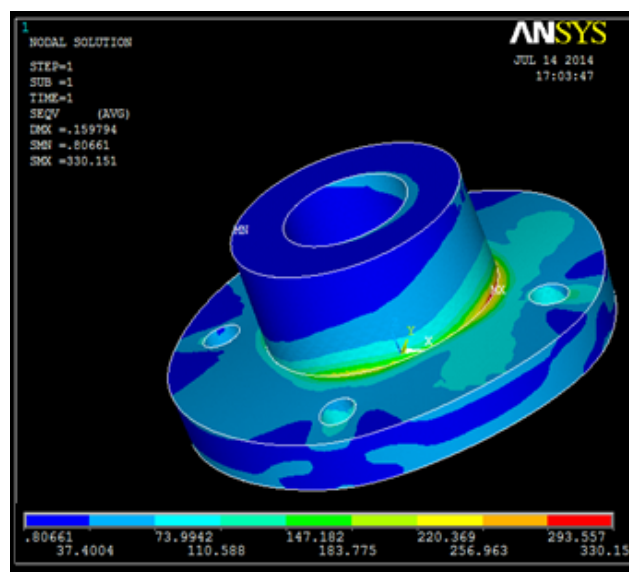 1
NODAL SOLUTION
STEP=1
SUB =1
TIME=1
SEQV (AVG)
DMX =.159794
SMN =.80661
SMX =330.151
ANSYS
JUL 14 2014
17:03:47
MN
MX
Y
X
.80661 73.9942 147.182 220.369 293.557
37.4004 110.588 183.775 256.963 330.15